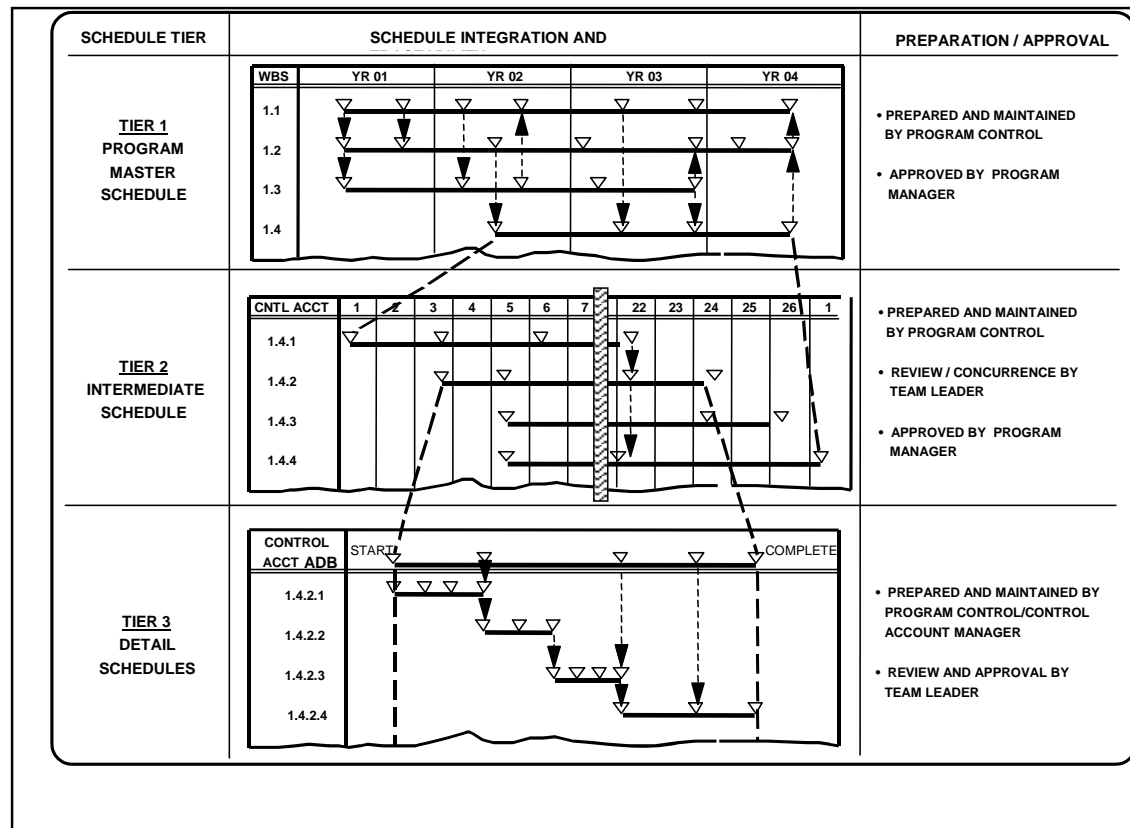 SCHEDULE TIER
SCHEDULE INTEGRATION AND
PREPARATION / APPROVAL
TIER 1
PROGRAM
MASTER
SCHEDULE
WBS YR 01 YR 02 YR 03 YR 04
1.1
1.2
1.3
1.4
• PREPARED AND MAINTAINED
BY PROGRAM CONTROL
• APPROVED BY PROGRAM
MANAGER
TIER 2
INTERMEDIATE
SCHEDULE
CNTL ACCT 1 2 3 4 5 6 7 22 23 24 25 26 1
1.4.1
1.4.2
1.4.3
1.4.4
• PREPARED AND MAINTAINED
BY PROGRAM CONTROL
• REVIEW / CONCURRENCE BY
TEAM LEADER
• APPROVED BY PROGRAM
MANAGER
TIER 3
DETAIL
SCHEDULES
CONTROL
ACCT ADB
START
COMPLETE
1.4.2.1
1.4.2.2
1.4.2.3
1.4.2.4
• PREPARED AND MAINTAINED BY
PROGRAM CONTROL/CONTROL
ACCOUNT MANAGER
• REVIEW AND APPROVAL BY
TEAM LEADER